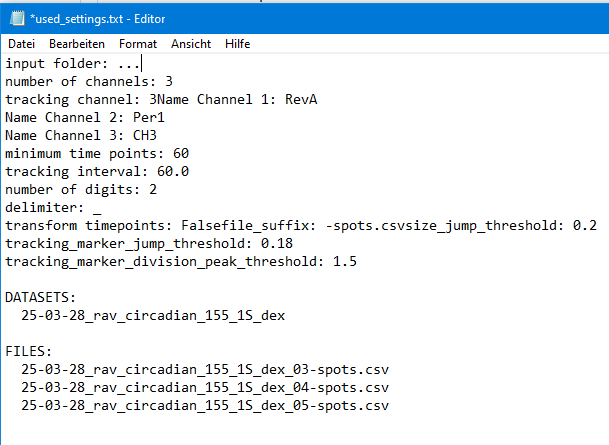 *used_settings.txt - Editor
Datei Bearbeiten Format Ansicht Hilfe
input folder: ...
number of channels: 3
tracking channel: 3Name Channel 1: RevA
Name Channel 2: Per1
Name Channel 3: CH3
minimum time points: 60
tracking interval: 60.0
number of digits: 2
delimiter: _
transform timepoints: Falsefile_suffix: -spots.csvsize_jump_threshold: 0.2
tracking_marker_jump_threshold: 0.18
tracking_marker_division_peak_threshold: 1.5
DATASETS:
25-03-28_rav_circadian_155_1S_dex
FILES:
25-03-28_rav_circadian_155_1S_dex_03-spots.csv
25-03-28_rav_circadian_155_1S_dex_04-spots.csv
25-03-28_rav_circadian_155_1S_dex_05-spots.csv